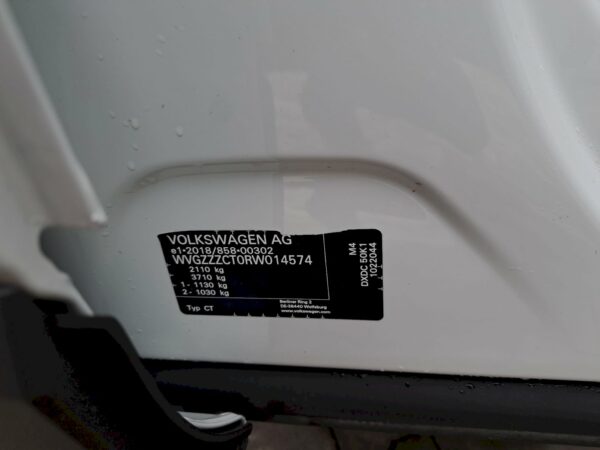 VOLKSWAGEN AG
e1*2018/858*00302
WVGZZZCT0RW014574
2110 kg
3710 kg
1 - 1130 kg
2 - 1030 kg
Typ CT
Berliner Ring 2
DE-38440 Wolfsburg
www.volkswagen.com
M4
DXDC 50K1
1022044